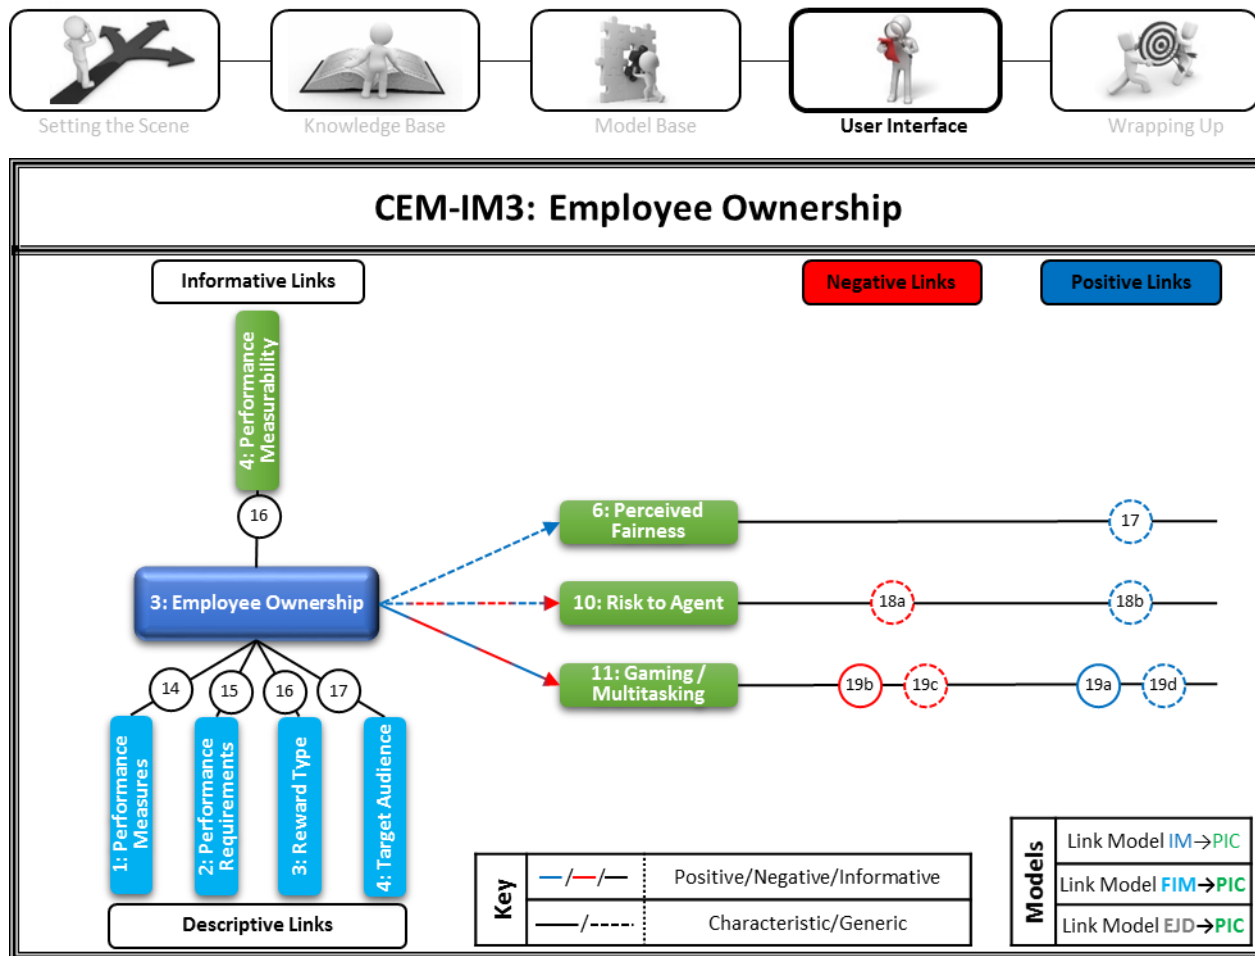 Setting the Scene
Knowledge Base
Model Base
User Interface
Wrapping Up
CEM-IM3: Employee Ownership
Informative Links
Negative Links
Positive Links
4: Performance
Measurability
16
6: Perceived
Fairness
17
3: Employee Ownership
10: Risk to Agent
18a
18b
11: Gaming /
Multitasking
19b
19c
19a
19d
14
15
16
17
1: Performance
Measures
2: Performance
Requirements
3: Reward Type
4: Target Audience
Descriptive Links
Key
—/—/— Positive/Negative/Informative
—/----- Characteristic/Generic
Models
Link Model IM→PIC
Link Model FIM→PIC
Link Model EJD→PIC